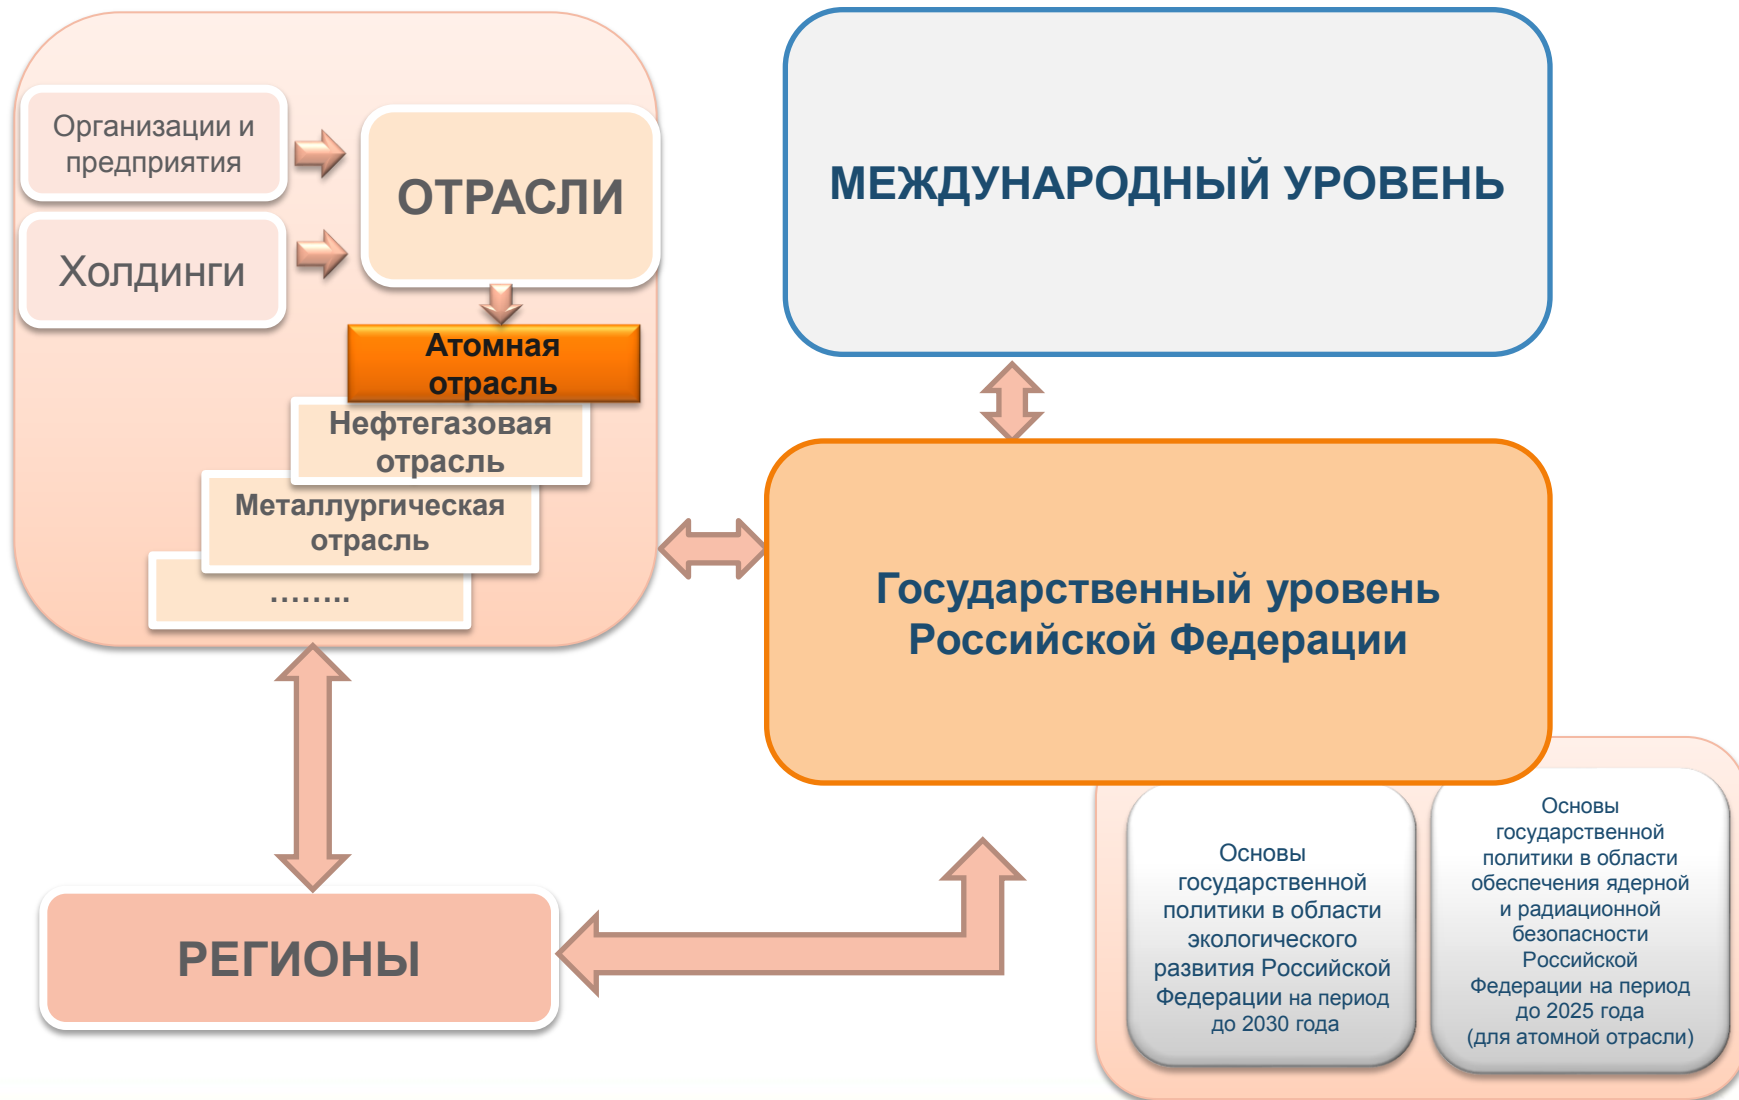 Организации и
предприятия
Холдинги
ОТРАСЛИ
Атомная
отрасль
Нефтегазовая
отрасль
Металлургическая
отрасль
……..
МЕЖДУНАРОДНЫЙ УРОВЕНЬ
Государственный уровень
Российской Федерации
РЕГИОНЫ
Основы
государственной
политики в области
экологического
развития Российской
Федерации на период
до 2030 года
Основы
государственной
политики в области
обеспечения ядерной
и радиационной
безопасности
Российской
Федерации на период
до 2025 года
(для атомной отрасли)